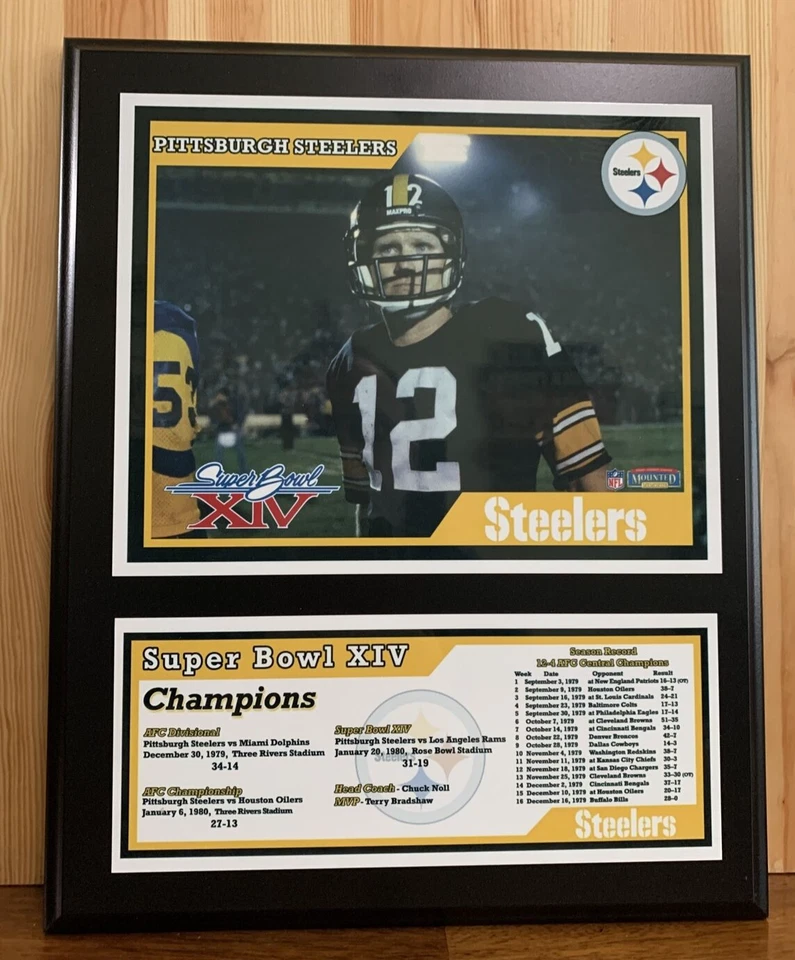 PITTSBURGH STEELERS
Steelers
12
MAXPRO
12
12
53
Super Bowl
XIV
NFL
MOUNTED
Steelers
Super Bowl XIV
Champions
AFC Divisional
Pittsburgh Steelers vs Miami Dolphins
December 30, 1979, Three Rivers Stadium
34-14
AFC Championship
Pittsburgh Steelers vs Houston Oilers
January 6, 1980, Three Rivers Stadium
27-13
Super Bowl XIV
Pittsburgh Steelers vs Los Angeles Rams
January 20, 1980, Rose Bowl Stadium
31-19
Head Coach - Chuck Noll
MVP - Terry Bradshaw
Season Record
12-4 AFC Central Champions
Week Date Opponent Result
1 September 3, 1979 at New England Patriots 16-13 (OT)
2 September 9, 1979 Houston Oilers 38-7
3 September 16, 1979 at St. Louis Cardinals 24-21
4 September 23, 1979 Baltimore Colts 17-13
5 September 30, 1979 at Philadelphia Eagles 17-14
6 October 7, 1979 at Cleveland Browns 51-35
7 October 14, 1979 at Cincinnati Bengals 34-10
8 October 22, 1979 Denver Broncos 42-7
9 October 28, 1979 Dallas Cowboys 14-3
10 November 4, 1979 Washington Redskins 38-7
11 November 11, 1979 at Kansas City Chiefs 30-3
12 November 18, 1979 at San Diego Chargers 35-7
13 November 25, 1979 Cleveland Browns 33-30 (OT)
14 December 2, 1979 Cincinnati Bengals 37-17
15 December 10, 1979 at Houston Oilers 20-17
16 December 16, 1979 Buffalo Bills 28-0
Steelers